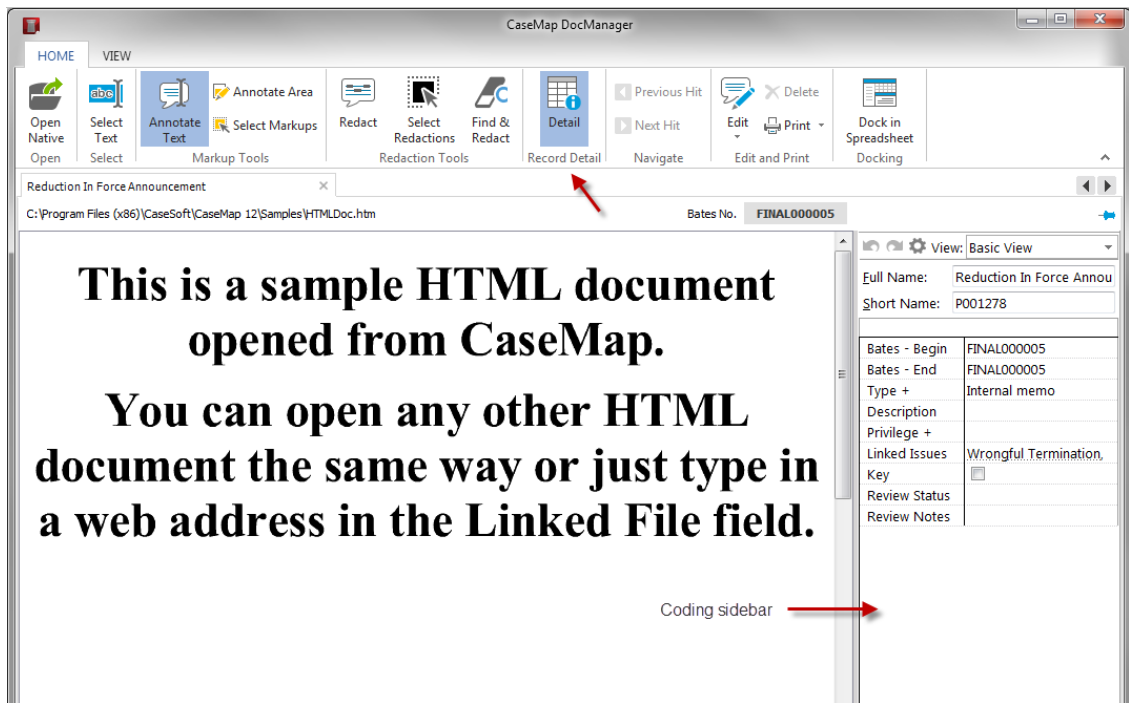 CaseMap DocManager
HOME VIEW
Open Native
Select Text
Annotate Text
Annotate Area
Select Markups
Redact
Select Redactions
Find & Redact
Detail
Previous Hit
Next Hit
Edit
Delete
Print
Dock in Spreadsheet
Open Select Markup Tools Redaction Tools Record Detail Navigate Edit and Print Docking
Reduction In Force Announcement
C:\Program Files (x86)\CaseSoft\CaseMap 12\Samples\HTMLDoc.htm Bates No. FINAL000005
This is a sample HTML document
opened from CaseMap.
You can open any other HTML
document the same way or just type in
a web address in the Linked File field.
Coding sidebar
View: Basic View
Full Name: Reduction In Force Annou
Short Name: P001278
Bates - Begin FINAL000005
Bates - End FINAL000005
Type + Internal memo
Description
Privilege +
Linked Issues Wrongful Termination,
Key
Review Status
Review Notes